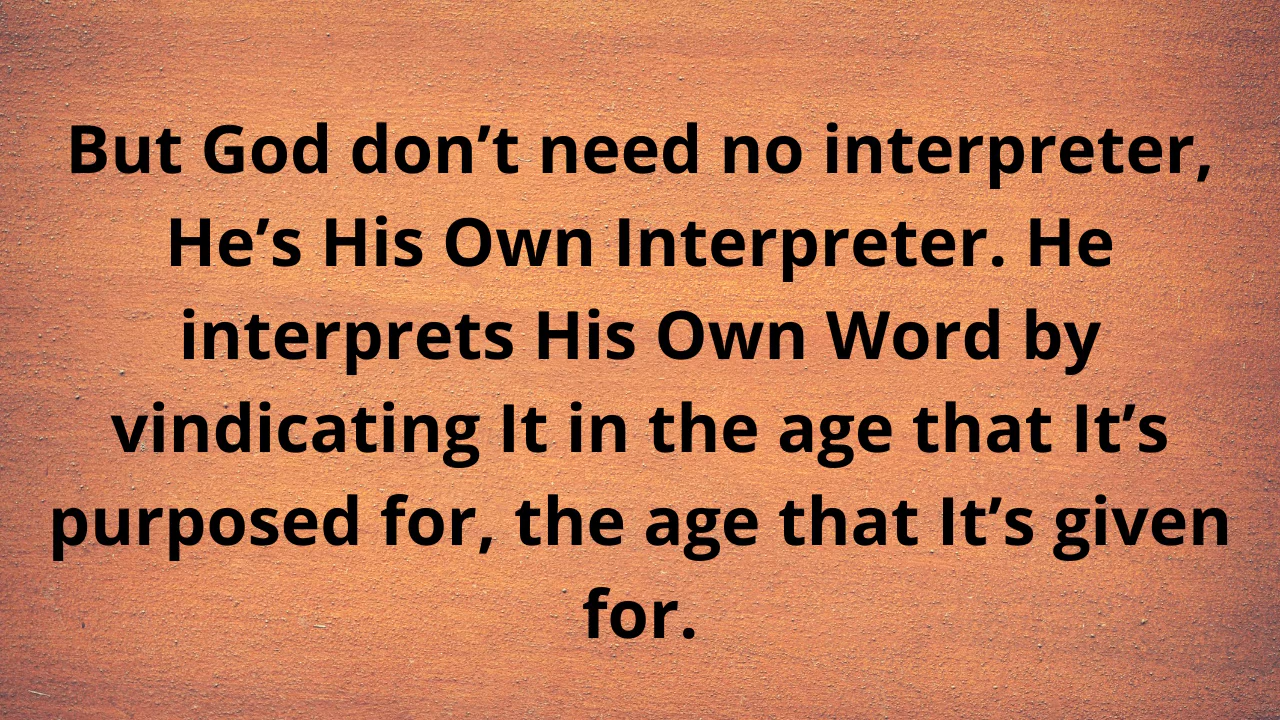 But God don’t need no interpreter,
He’s His Own Interpreter. He
interprets His Own Word by
vindicating It in the age that It’s
purposed for, the age that It’s given
for.